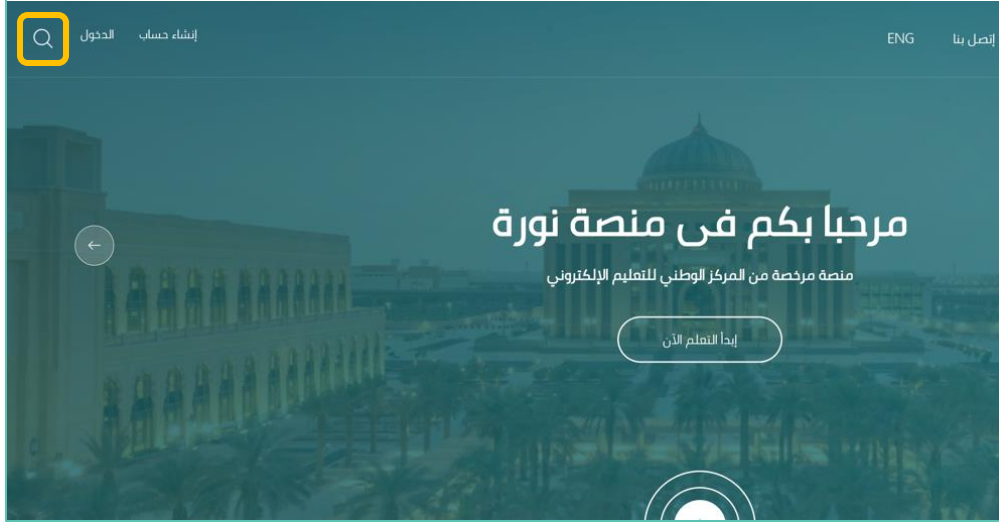 إتصل بنا
ENG
إنشاء حساب
الدخول
مرحبا بكم فى منصة نورة
منصة مرخصة من المركز الوطني للتعليم الإلكتروني
إبدأ التعلم الآن